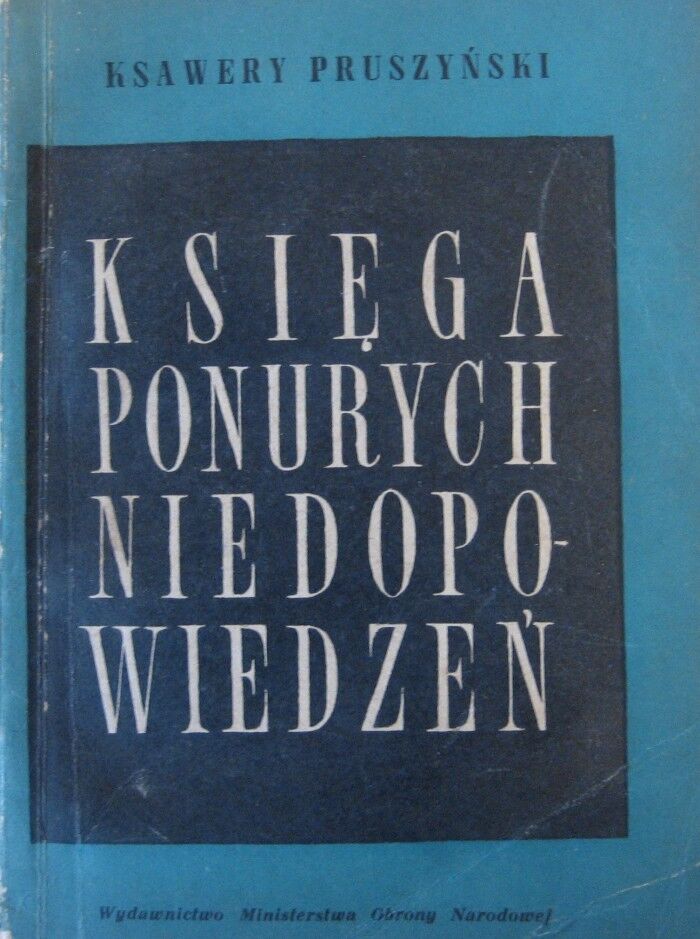 KSAWERY PRUSZYŃSKI
KSIĘGA
PONURYCH
NIEDOPO-
WIEDZEŃ
Wydawnictwo Ministerstwa Obrony Narodowej